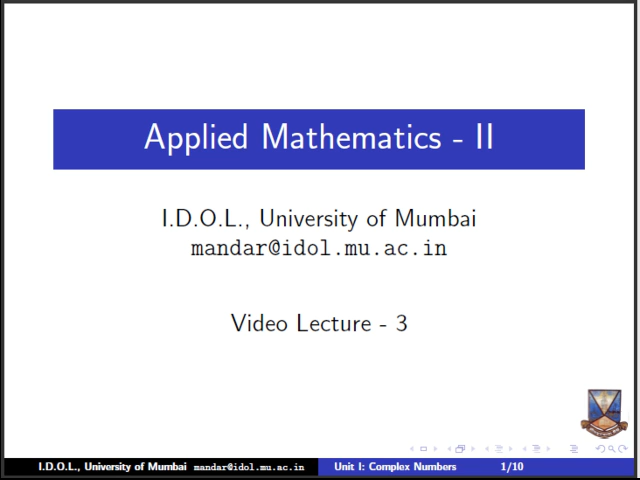 Applied Mathematics - II
I.D.O.L., University of Mumbai
mandar@idol.mu.ac.in
Video Lecture - 3
I.D.O.L., University of Mumbai mandar@idol.mu.ac.in Unit I: Complex Numbers 1/10